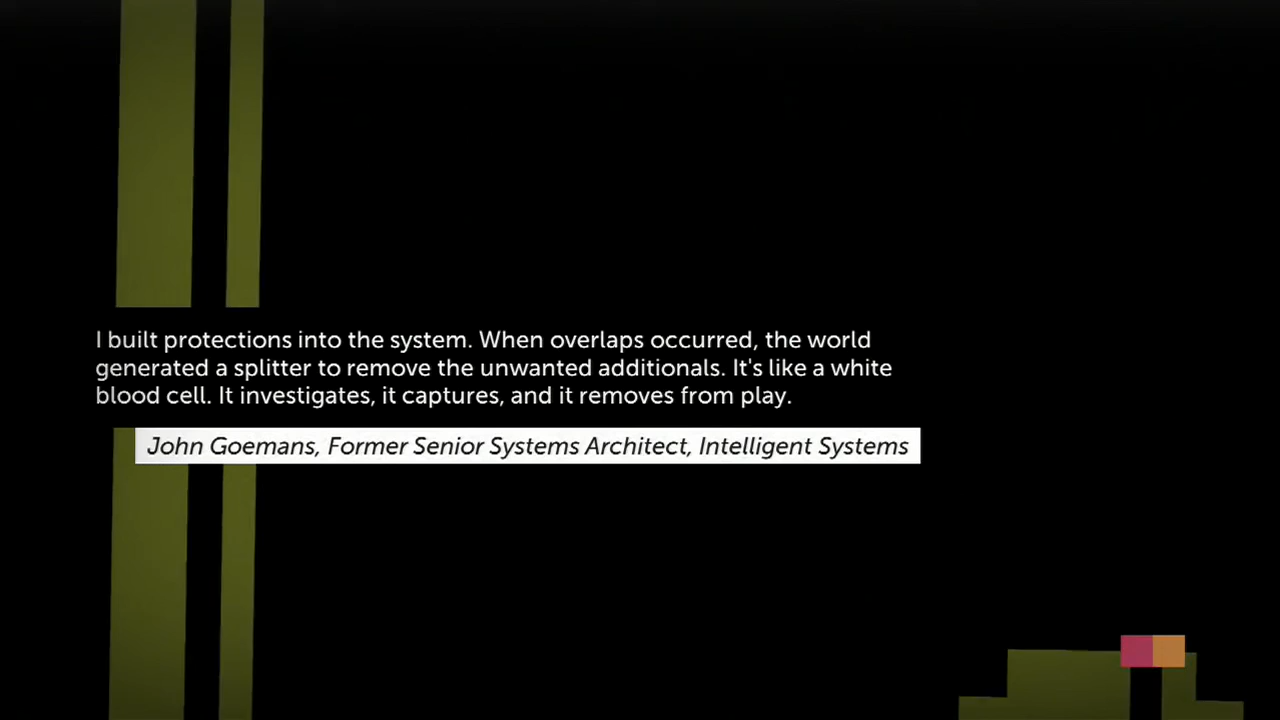 I built protections into the system. When overlaps occurred, the world
generated a splitter to remove the unwanted additionals. It's like a white
blood cell. It investigates, it captures, and it removes from play.
John Goemans, Former Senior Systems Architect, Intelligent Systems